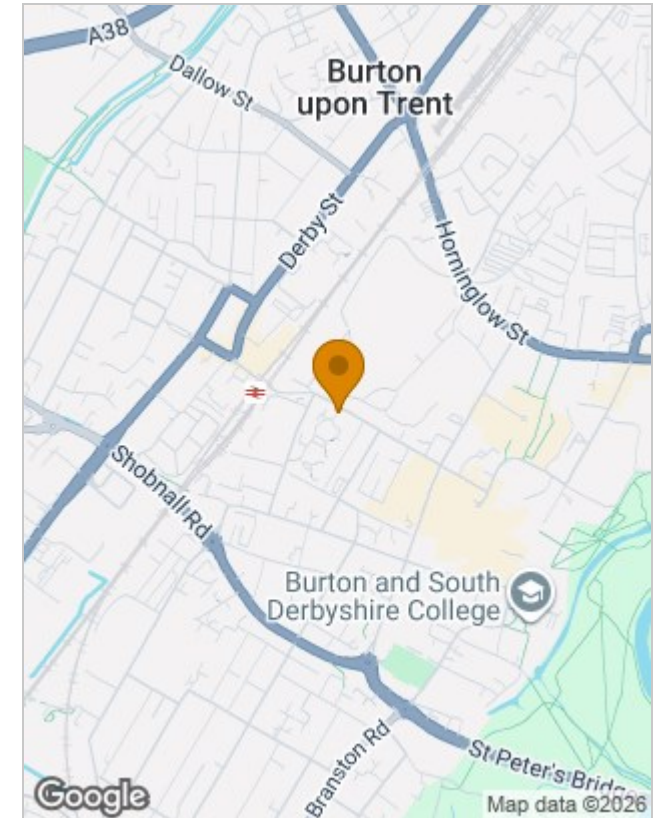 A38
Dallow St
Burton
upon Trent
Derby St
Horninglow St
Shobnall Rd
Burton and South
Derbyshire College
Branston Rd
St Peter's Bridge
Google
Map data ©2026